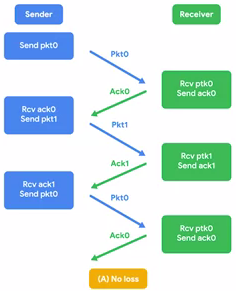 Sender
Receiver
Send pkt0
Pkt0
Rcv ptk0
Send ack0
Ack0
Rcv ack0
Send pkt1
Pkt1
Rcv ptk1
Send ack1
Ack1
Rcv ack1
Send pkt0
Pkt0
Rcv ptk0
Send ack0
Ack0
(A) No loss